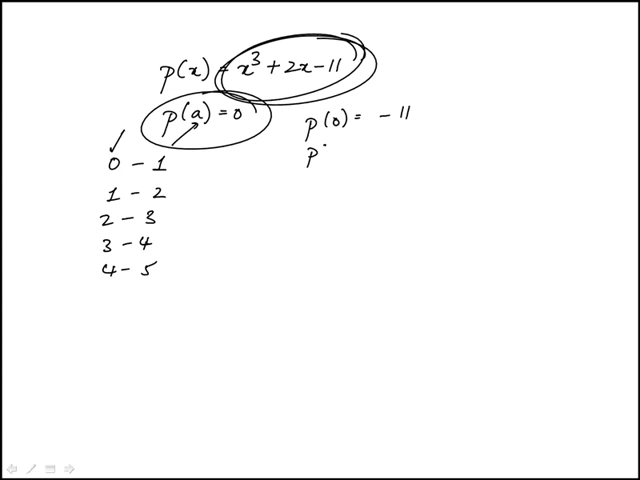 p(x) = x³ + 2x - 11
p(a) = 0
p(0) = - 11
p
0 - 1
1 - 2
2 - 3
3 - 4
4 - 5